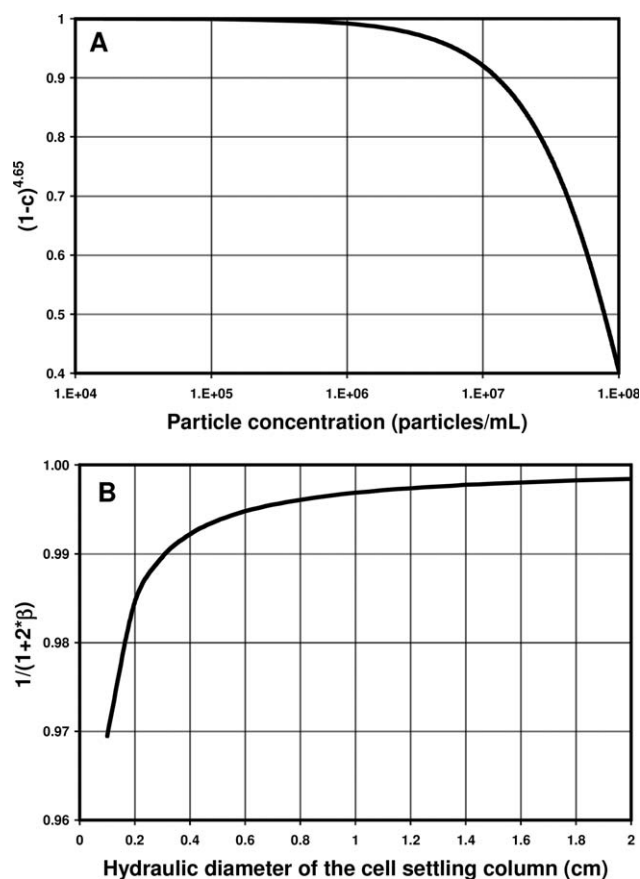 A
(1-c)^4.65
1
0.9
0.8
0.7
0.6
0.5
0.4
1.E+04 1.E+05 1.E+06 1.E+07 1.E+08
Particle concentration (particles/mL)
B
1/(1+2*β)
1.00
0.99
0.98
0.97
0.96
0 0.2 0.4 0.6 0.8 1 1.2 1.4 1.6 1.8 2
Hydraulic diameter of the cell settling column (cm)